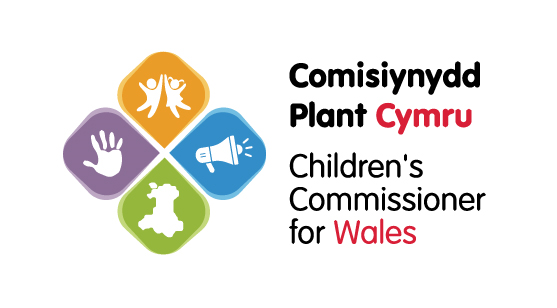 Comisiynydd
Plant Cymru
Children's
Commissioner
for Wales